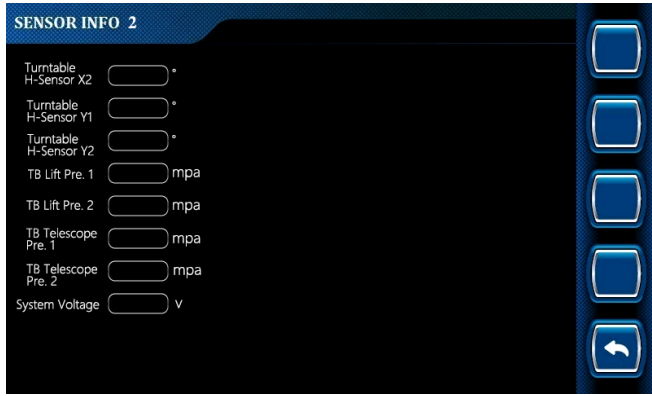 SENSOR INFO 2
Turntable
H-Sensor X2 °
Turntable
H-Sensor Y1 °
Turntable
H-Sensor Y2 °
TB Lift Pre. 1 mpa
TB Lift Pre. 2 mpa
TB Telescope
Pre. 1 mpa
TB Telescope
Pre. 2 mpa
System Voltage V